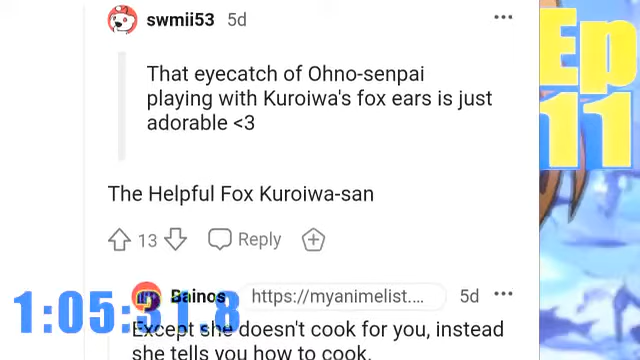 swmii53 5d
Ep
11
That eyecatch of Ohno-senpai
playing with Kuroiwa's fox ears is just
adorable <3
The Helpful Fox Kuroiwa-san
13 Reply
Bainos https://myanimelist.... 5d
1:05:31.8
Except she doesn't cook for you, instead
she tells you how to cook.